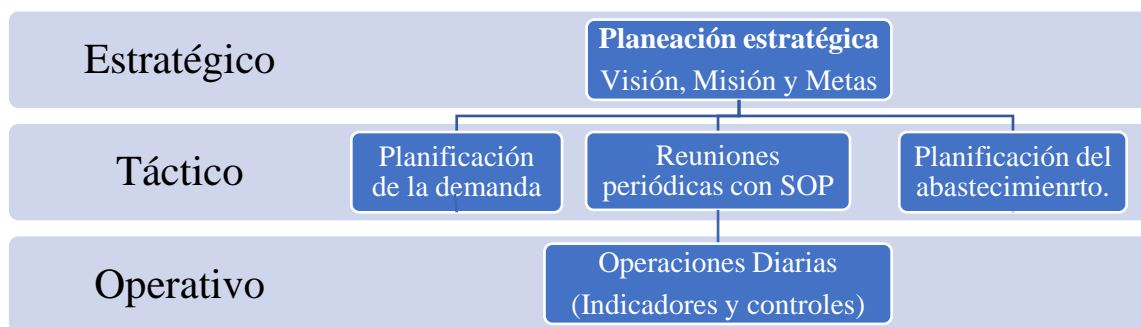 Estratégico
Planeación estratégica
Visión, Misión y Metas
Táctico
Planificación
de la demanda
Reuniones
periódicas con SOP
Planificación del
abastecimienrto.
Operativo
Operaciones Diarias
(Indicadores y controles)